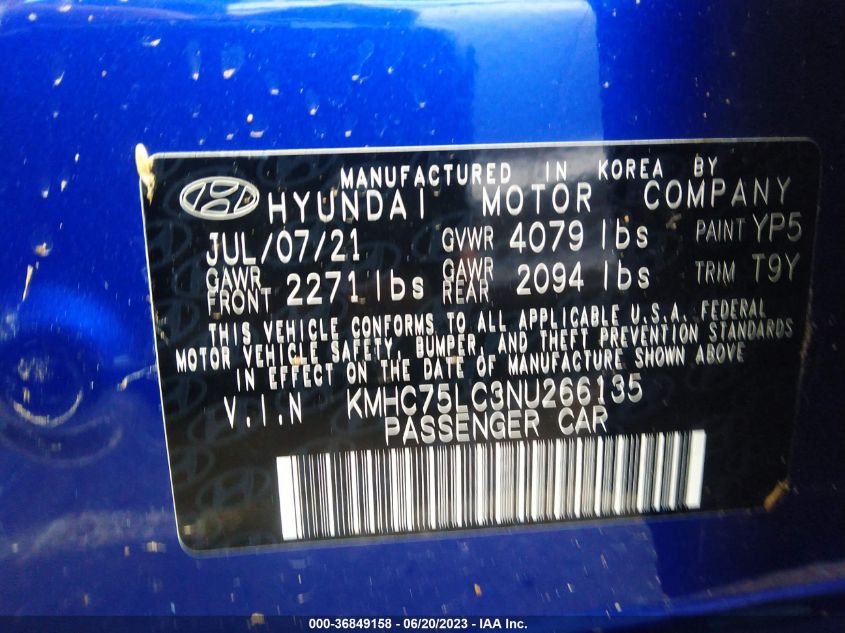 MANUFACTURED IN KOREA BY
HYUNDAI MOTOR COMPANY
JUL/07/21 GVWR 4079 lbs PAINT YP5
GAWR FRONT 2271 lbs GAWR REAR 2094 lbs TRIM T9Y
THIS VEHICLE CONFORMS TO ALL APPLICABLE U.S.A. FEDERAL
MOTOR VEHICLE SAFETY, BUMPER, AND THEFT PREVENTION STANDARDS
IN EFFECT ON THE DATE OF MANUFACTURE SHOWN ABOVE
V.I.N KMHC75LC3NU266135
PASSENGER CAR
000-36849158 - 06/20/2023 - IAA Inc.